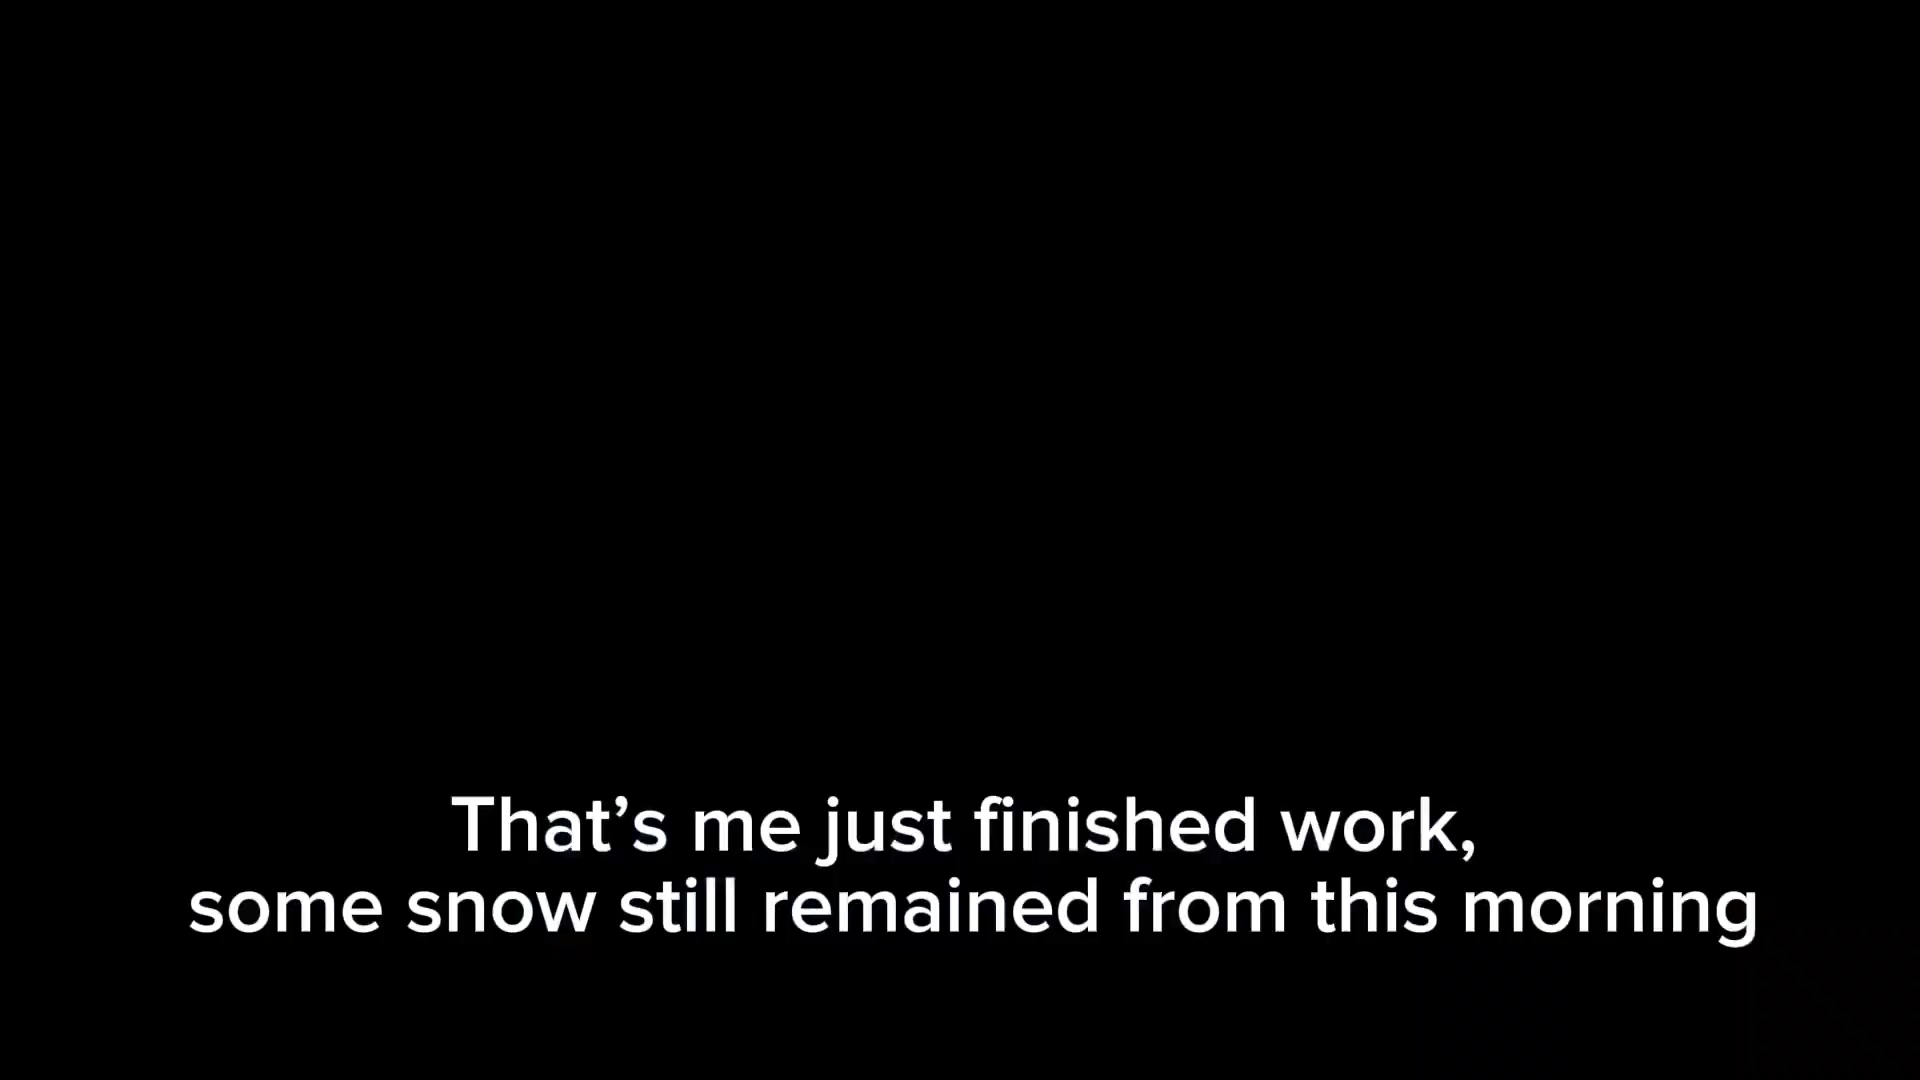 That’s me just finished work,
some snow still remained from this morning